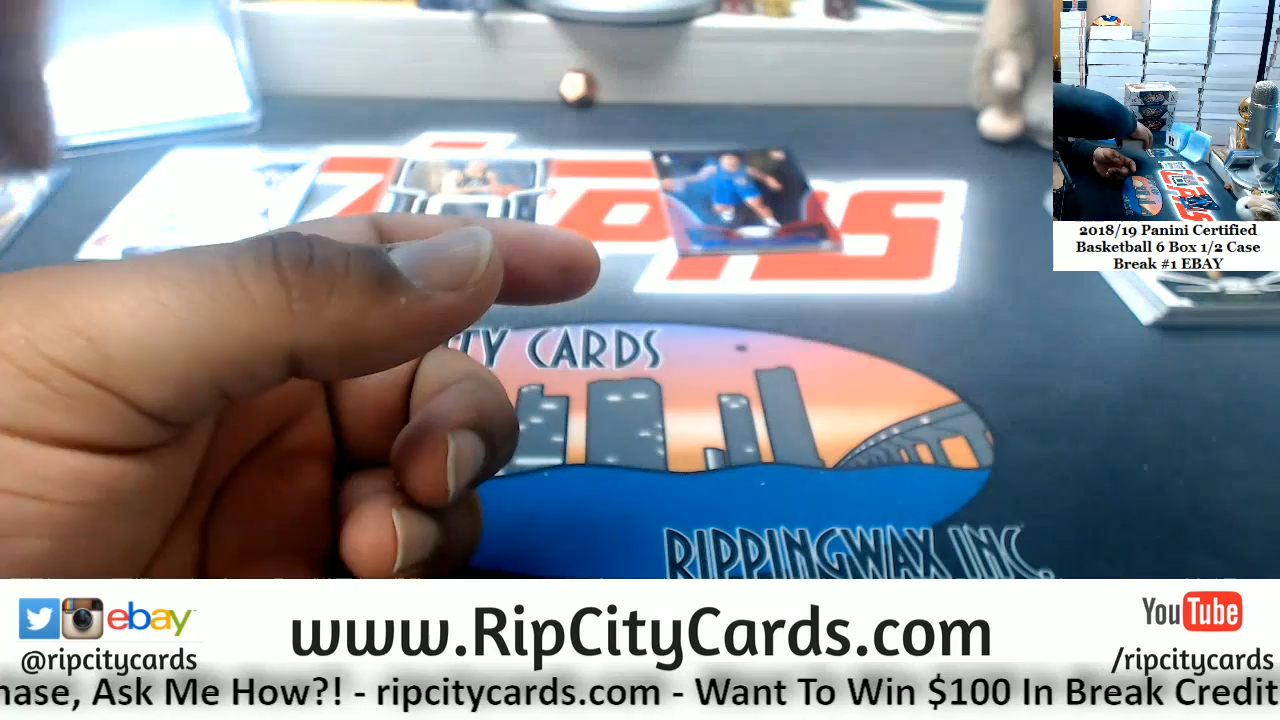 2018/19 Panini Certified
Basketball 6 Box 1/2 Case
Break #1 EBAY
TY CARDS
RIPPINGWAX INC.
ebay
@ripcitycards
www.RipCityCards.com
YouTube
/ripcitycards
hase, Ask Me How?! - ripcitycards.com - Want To Win $100 In Break Credit